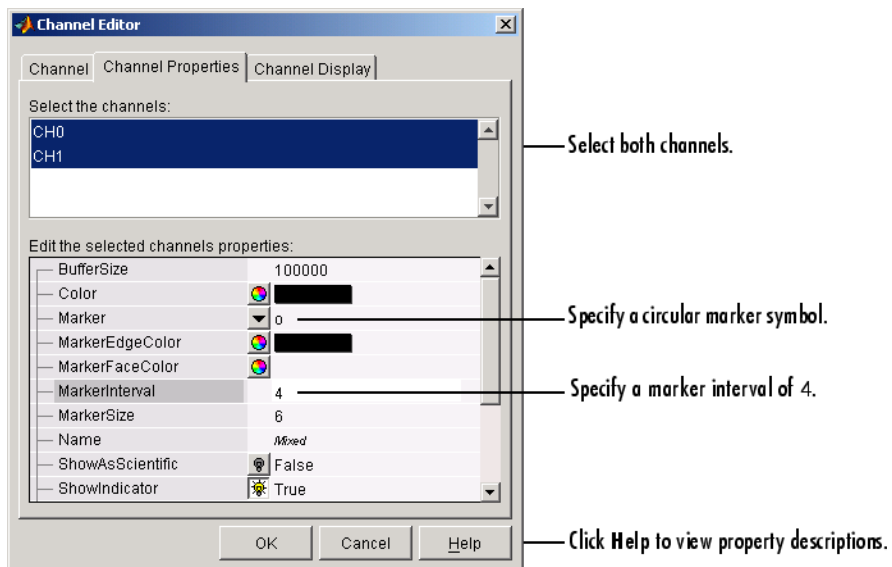 Channel Editor
Channel Channel Properties Channel Display
Select the channels:
CH0
CH1
Select both channels.
Edit the selected channels properties:
BufferSize 100000
Color
Marker o
Specify a circular marker symbol.
MarkerEdgeColor
MarkerFaceColor
MarkerInterval 4
Specify a marker interval of 4.
MarkerSize 6
Name Mixed
ShowAsScientific False
ShowIndicator True
OK Cancel Help
Click Help to view property descriptions.